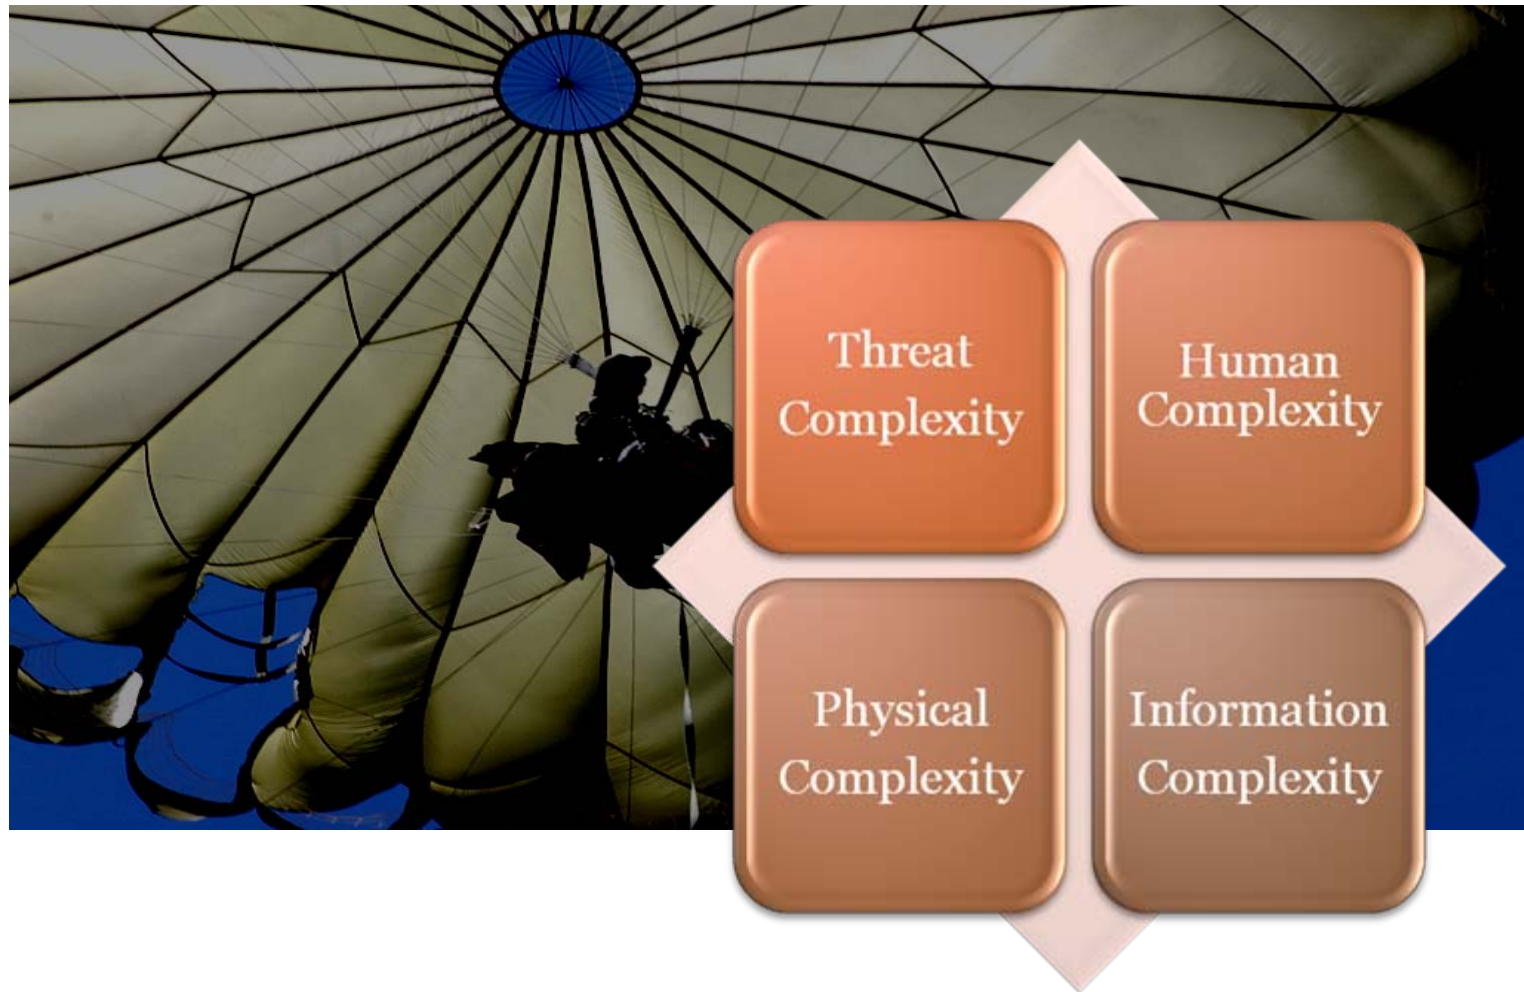 Threat
Complexity
Human
Complexity
Physical
Complexity
Information
Complexity